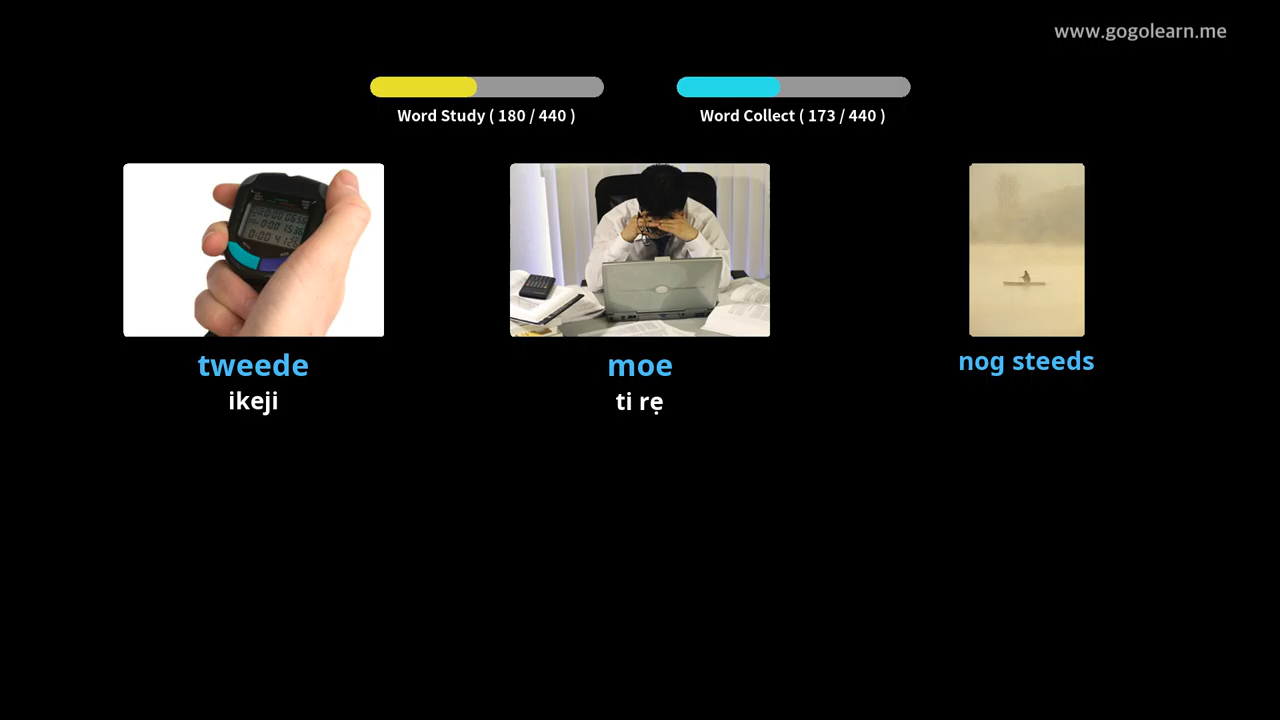 www.gogolearn.me
Word Study ( 180 / 440 )
Word Collect ( 173 / 440 )
tweede
ikeji
moe
ti rẹ
nog steeds